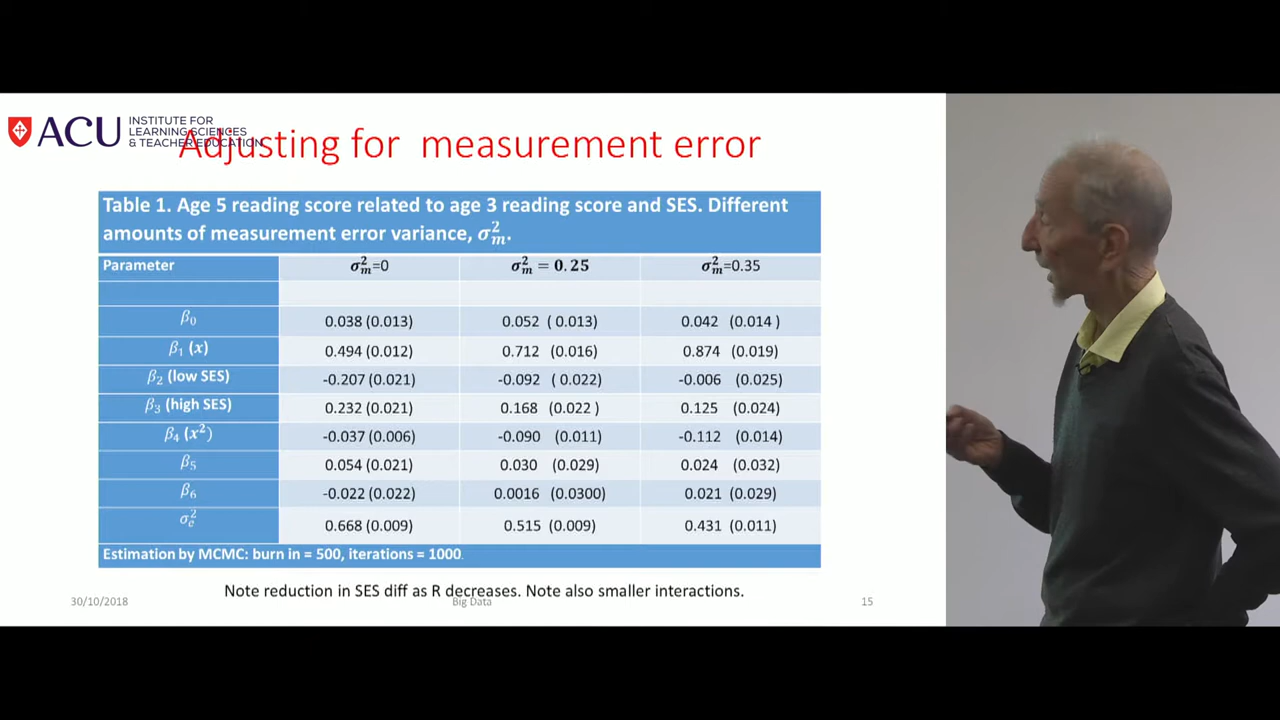 ACU
INSTITUTE FOR
LEARNING SCIENCES
& TEACHER EDUCATION
Adjusting for measurement error
Table 1. Age 5 reading score related to age 3 reading score and SES. Different
amounts of measurement error variance, σ²ₘ.
Parameter σ²ₘ=0 σ²ₘ = 0.25 σ²ₘ=0.35
β₀ 0.038 (0.013) 0.052 ( 0.013) 0.042 (0.014 )
β₁ (x) 0.494 (0.012) 0.712 (0.016) 0.874 (0.019)
β₂ (low SES) -0.207 (0.021) -0.092 ( 0.022) -0.006 (0.025)
β₃ (high SES) 0.232 (0.021) 0.168 (0.022 ) 0.125 (0.024)
β₄ (x²) -0.037 (0.006) -0.090 (0.011) -0.112 (0.014)
β₅ 0.054 (0.021) 0.030 (0.029) 0.024 (0.032)
β₆ -0.022 (0.022) 0.0016 (0.0300) 0.021 (0.029)
σ²ₑ 0.668 (0.009) 0.515 (0.009) 0.431 (0.011)
Estimation by MCMC: burn in = 500, iterations = 1000.
Note reduction in SES diff as R decreases. Note also smaller interactions.
30/10/2018 Big Data 15